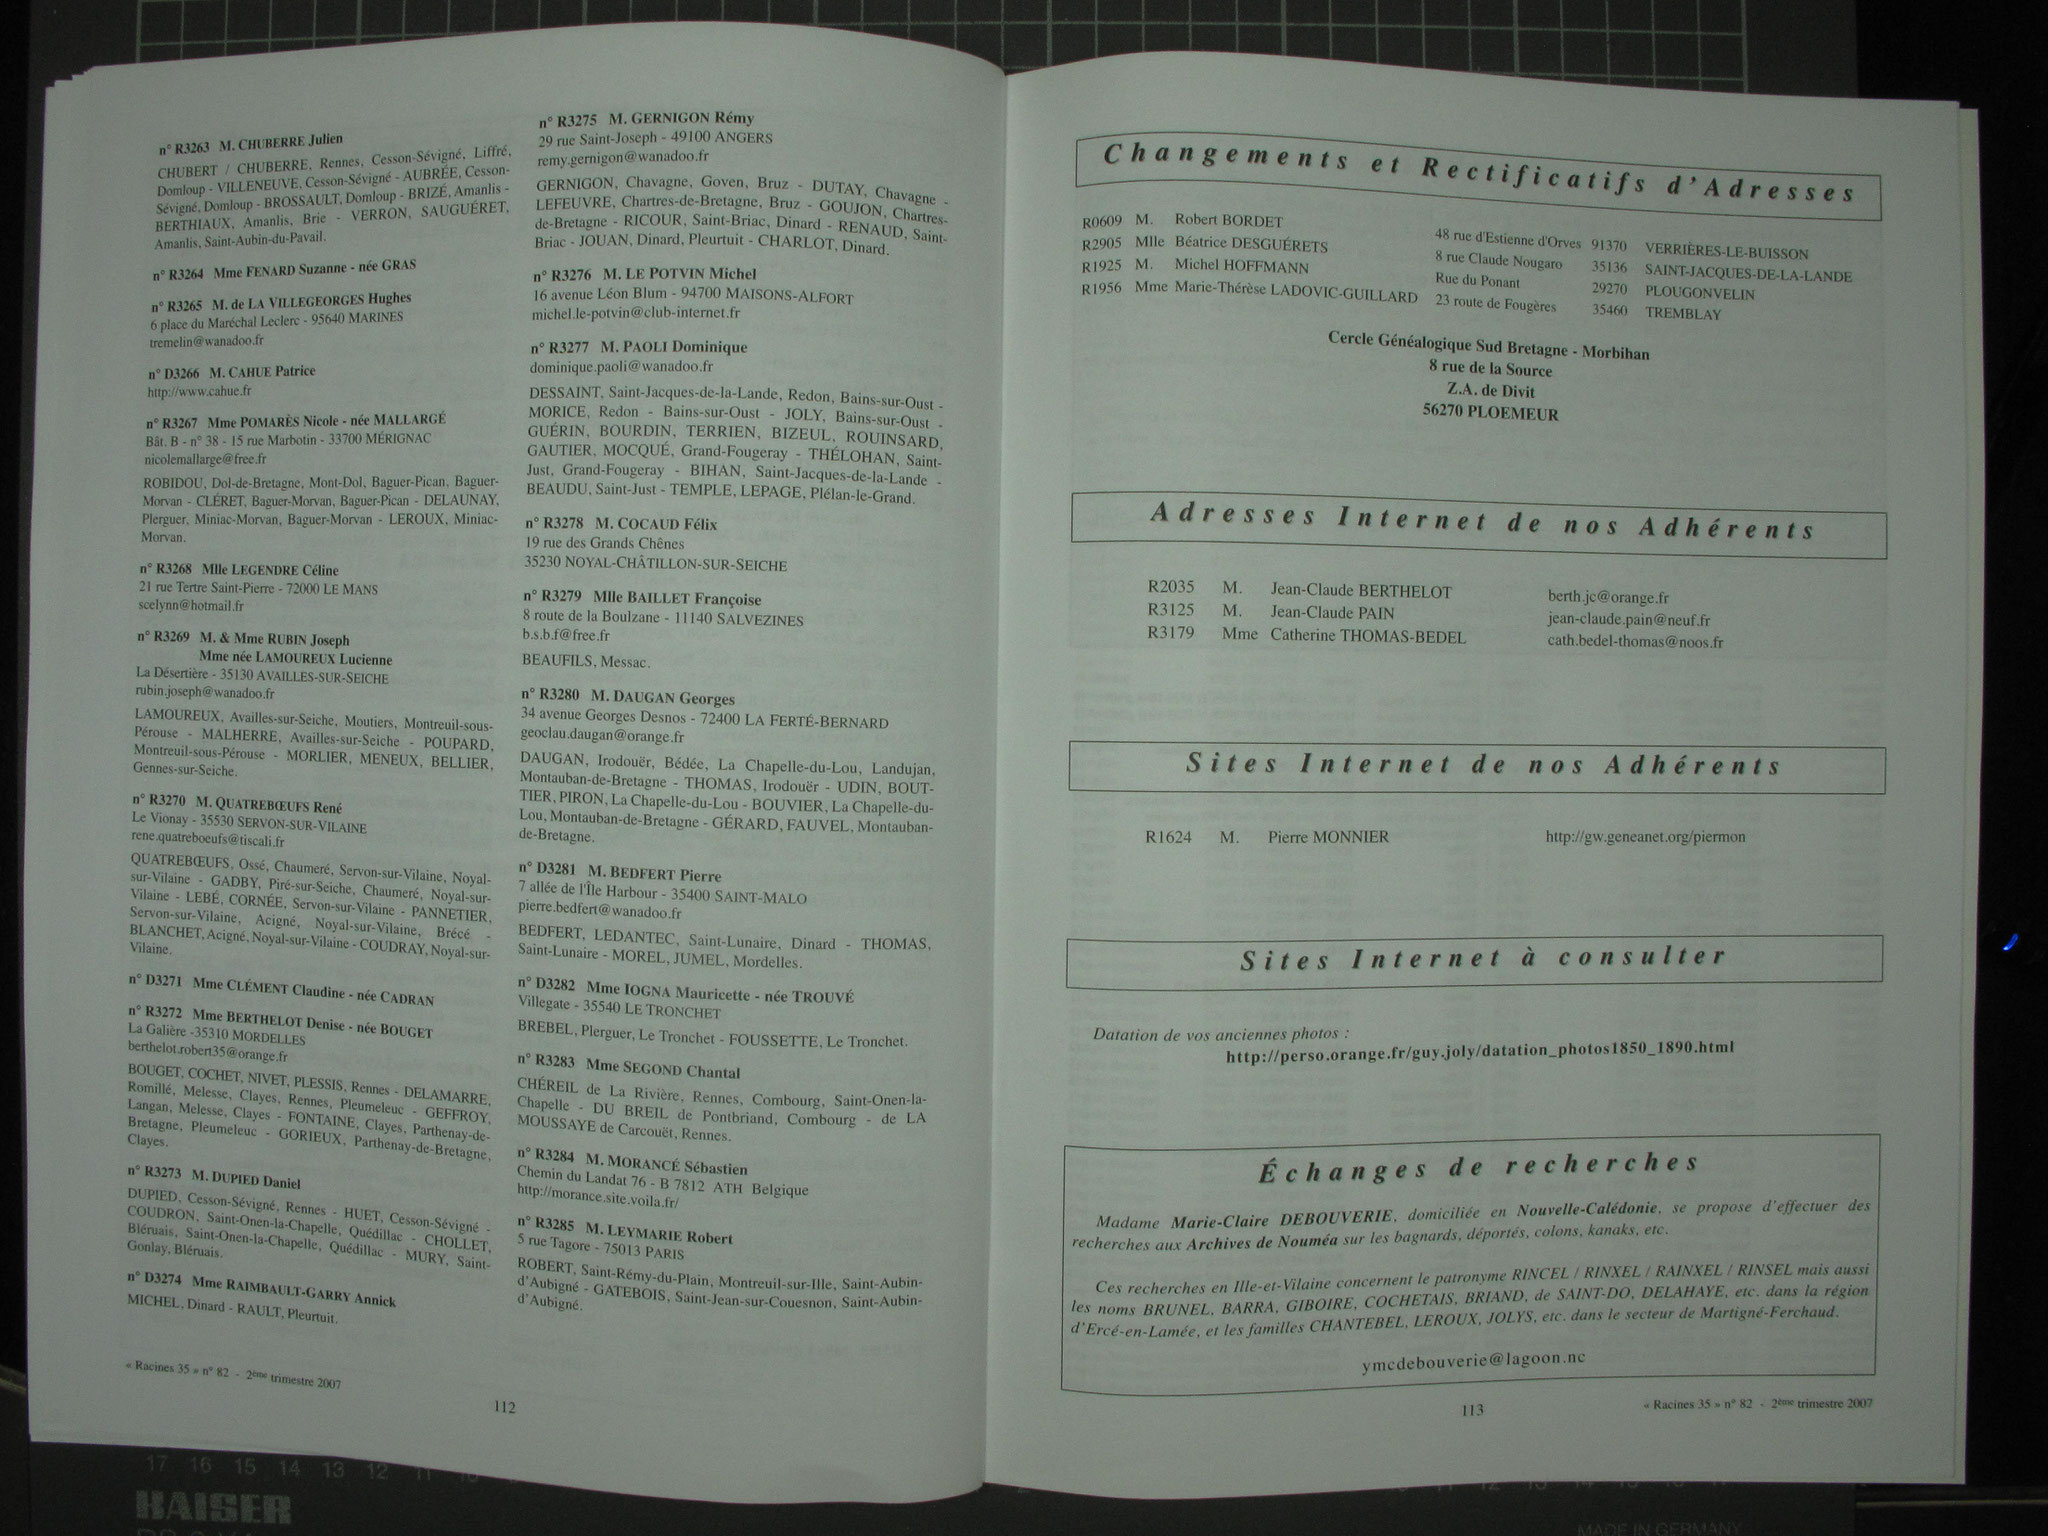 n° R3263 M. CHUBERRE Julien
CHUBERT / CHUBERRE, Rennes, Cesson-Sévigné, Liffré,
Domloup - VILLENEUVE, Cesson-Sévigné - AUBRÉE, Cesson-
Sévigné, Domloup - BROSSAULT, Domloup - BRIZÉ, Amanlis -
BERTHIAUX, Amanlis, Brie - VERRON, SAUGUÉRET,
Amanlis, Saint-Aubin-du-Pavail.
n° R3264 Mme FENARD Suzanne - née GRAS
n° R3265 M. de LA VILLEGEORGES Hughes
6 place du Maréchal Leclerc - 95640 MARINES
tremelin@wanadoo.fr
n° D3266 M. CAHUE Patrice
http://www.cahue.fr
n° R3267 Mme POMARÈS Nicole - née MALLARGÉ
Bât. B - n° 38 - 15 rue Marbotin - 33700 MÉRIGNAC
nicolemallarge@free.fr
ROBIDOU, Dol-de-Bretagne, Mont-Dol, Baguer-Pican, Baguer-
Morvan - CLÉRET, Baguer-Morvan, Baguer-Pican - DELAUNAY,
Plerguer, Miniac-Morvan, Baguer-Morvan - LEROUX, Miniac-
Morvan.
n° R3268 Mlle LEGENDRE Céline
21 rue Tertre Saint-Pierre - 72000 LE MANS
scelynn@hotmail.fr
n° R3269 M. & Mme RUBIN Joseph
Mme née LAMOUREUX Lucienne
La Désertière - 35130 AVAILLES-SUR-SEICHE
rubin.joseph@wanadoo.fr
LAMOUREUX, Availles-sur-Seiche, Moutiers, Montreuil-sous-
Pérouse - MALHERRE, Availles-sur-Seiche - POUPARD,
Montreuil-sous-Pérouse - MORLIER, MENEUX, BELLIER,
Gennes-sur-Seiche.
n° R3270 M. QUATREBŒUFS René
Le Vionay - 35530 SERVON-SUR-VILAINE
rene.quatreboeufs@tiscali.fr
QUATREBŒUFS, Ossé, Chaumeré, Servon-sur-Vilaine, Noyal-
sur-Vilaine - GADBY, Piré-sur-Seiche, Chaumeré, Noyal-sur-
Vilaine - LEBÉ, CORNÉE, Servon-sur-Vilaine - PANNETIER,
Servon-sur-Vilaine, Acigné, Noyal-sur-Vilaine, Brécé -
BLANCHET, Acigné, Noyal-sur-Vilaine - COUDRAY, Noyal-sur-
Vilaine.
n° D3271 Mme CLÉMENT Claudine - née CADRAN
n° R3272 Mme BERTHELOT Denise - née BOUGET
La Galière -35310 MORDELLES
berthelot.robert35@orange.fr
BOUGET, COCHET, NIVET, PLESSIS, Rennes - DELAMARRE,
Romillé, Melesse, Clayes, Rennes, Pleumeleuc - GEFFROY,
Langan, Melesse, Clayes - FONTAINE, Clayes, Parthenay-de-
Bretagne, Pleumeleuc - GORIEUX, Parthenay-de-Bretagne,
Clayes.
n° R3273 M. DUPIED Daniel
DUPIED, Cesson-Sévigné, Rennes - HUET, Cesson-Sévigné -
COUDRON, Saint-Onen-la-Chapelle, Quédillac - CHOLLET,
Bléruais, Saint-Onen-la-Chapelle, Quédillac - MURY, Saint-
Gonlay, Bléruais.
n° D3274 Mme RAIMBAULT-GARRY Annick
MICHEL, Dinard - RAULT, Pleurtuit.
« Racines 35 » n° 82 - 2ème trimestre 2007
n° R3275 M. GERNIGON Rémy
29 rue Saint-Joseph - 49100 ANGERS
remy.gernigon@wanadoo.fr
GERNIGON, Chavagne, Goven, Bruz - DUTAY, Chavagne -
LEFEUVRE, Chartres-de-Bretagne, Bruz - GOUJON, Chartres-
de-Bretagne - RICOUR, Saint-Briac, Dinard - RENAUD, Saint-
Briac - JOUAN, Dinard, Pleurtuit - CHARLOT, Dinard.
n° R3276 M. LE POTVIN Michel
16 avenue Léon Blum - 94700 MAISONS-ALFORT
michel.le-potvin@club-internet.fr
n° R3277 M. PAOLI Dominique
dominique.paoli@wanadoo.fr
DESSAINT, Saint-Jacques-de-la-Lande, Redon, Bains-sur-Oust -
MORICE, Redon - Bains-sur-Oust - JOLY, Bains-sur-Oust -
GUÉRIN, BOURDIN, TERRIEN, BIZEUL, ROUINSARD,
GAUTIER, MOCQUÉ, Grand-Fougeray - THÉLOHAN, Saint-
Just, Grand-Fougeray - BIHAN, Saint-Jacques-de-la-Lande -
BEAUDU, Saint-Just - TEMPLE, LEPAGE, Plélan-le-Grand.
n° R3278 M. COCAUD Félix
19 rue des Grands Chênes
35230 NOYAL-CHÂTILLON-SUR-SEICHE
n° R3279 Mlle BAILLET Françoise
8 route de la Boulzane - 11140 SALVEZINES
b.s.b.f@free.fr
BEAUFILS, Messac.
n° R3280 M. DAUGAN Georges
34 avenue Georges Desnos - 72400 LA FERTÉ-BERNARD
geoclau.daugan@orange.fr
DAUGAN, Irodouër, Bédée, La Chapelle-du-Lou, Landujan,
Montauban-de-Bretagne - THOMAS, Irodouër - UDIN, BOUT-
TIER, PIRON, La Chapelle-du-Lou - BOUVIER, La Chapelle-du-
Lou, Montauban-de-Bretagne - GÉRARD, FAUVEL, Montauban-
de-Bretagne.
n° D3281 M. BEDFERT Pierre
7 allée de l'Île Harbour - 35400 SAINT-MALO
pierre.bedfert@wanadoo.fr
BEDFERT, LEDANTEC, Saint-Lunaire, Dinard - THOMAS,
Saint-Lunaire - MOREL, JUMEL, Mordelles.
n° D3282 Mme IOGNA Mauricette - née TROUVÉ
Villegate - 35540 LE TRONCHET
BREBEL, Plerguer, Le Tronchet - FOUSSETTE, Le Tronchet.
n° R3283 Mme SEGOND Chantal
CHÉREIL de La Rivière, Rennes, Combourg, Saint-Onen-la-
Chapelle - DU BREIL de Pontbriand, Combourg - de LA
MOUSSAYE de Carcouët, Rennes.
n° R3284 M. MORANCÉ Sébastien
Chemin du Landat 76 - B 7812 ATH Belgique
http://morance.site.voila.fr/
n° R3285 M. LEYMARIE Robert
5 rue Tagore - 75013 PARIS
ROBERT, Saint-Rémy-du-Plain, Montreuil-sur-Ille, Saint-Aubin-
d'Aubigné - GATEBOIS, Saint-Jean-sur-Couesnon, Saint-Aubin-
d'Aubigné.
112
Changements et Rectificatifs d'Adresses
R0609 M. Robert BORDET 48 rue d'Estienne d'Orves 91370 VERRIÈRES-LE-BUISSON
R2905 Mlle Béatrice DESGUÉRETS 8 rue Claude Nougaro 35136 SAINT-JACQUES-DE-LA-LANDE
R1925 M. Michel HOFFMANN Rue du Ponant 29270 PLOUGONVELIN
R1956 Mme Marie-Thérèse LADOVIC-GUILLARD 23 route de Fougères 35460 TREMBLAY
Cercle Généalogique Sud Bretagne - Morbihan
8 rue de la Source
Z.A. de Divit
56270 PLOEMEUR
Adresses Internet de nos Adhérents
R2035 M. Jean-Claude BERTHELOT berth.jc@orange.fr
R3125 M. Jean-Claude PAIN jean-claude.pain@neuf.fr
R3179 Mme Catherine THOMAS-BEDEL cath.bedel-thomas@noos.fr
Sites Internet de nos Adhérents
R1624 M. Pierre MONNIER http://gw.geneanet.org/piermon
Sites Internet à consulter
Datation de vos anciennes photos :
http://perso.orange.fr/guy.joly/datation_photos1850_1890.html
Échanges de recherches
Madame Marie-Claire DEBOUVERIE, domiciliée en Nouvelle-Calédonie, se propose d'effectuer des
recherches aux Archives de Nouméa sur les bagnards, déportés, colons, kanaks, etc.
Ces recherches en Ille-et-Vilaine concernent le patronyme RINCEL / RINXEL / RAINXEL / RINSEL mais aussi
les noms BRUNEL, BARRA, GIBOIRE, COCHETAIS, BRIAND, de SAINT-DO, DELAHAYE, etc. dans la région
d'Ercé-en-Lamée, et les familles CHANTEBEL, LEROUX, JOLYS, etc. dans le secteur de Martigné-Ferchaud.
ymcdebouverie@lagoon.nc
113
« Racines 35 » n° 82 - 2ème trimestre 2007
17 16 15 14 13 12 11
KAISER
MADE IN GERMANY